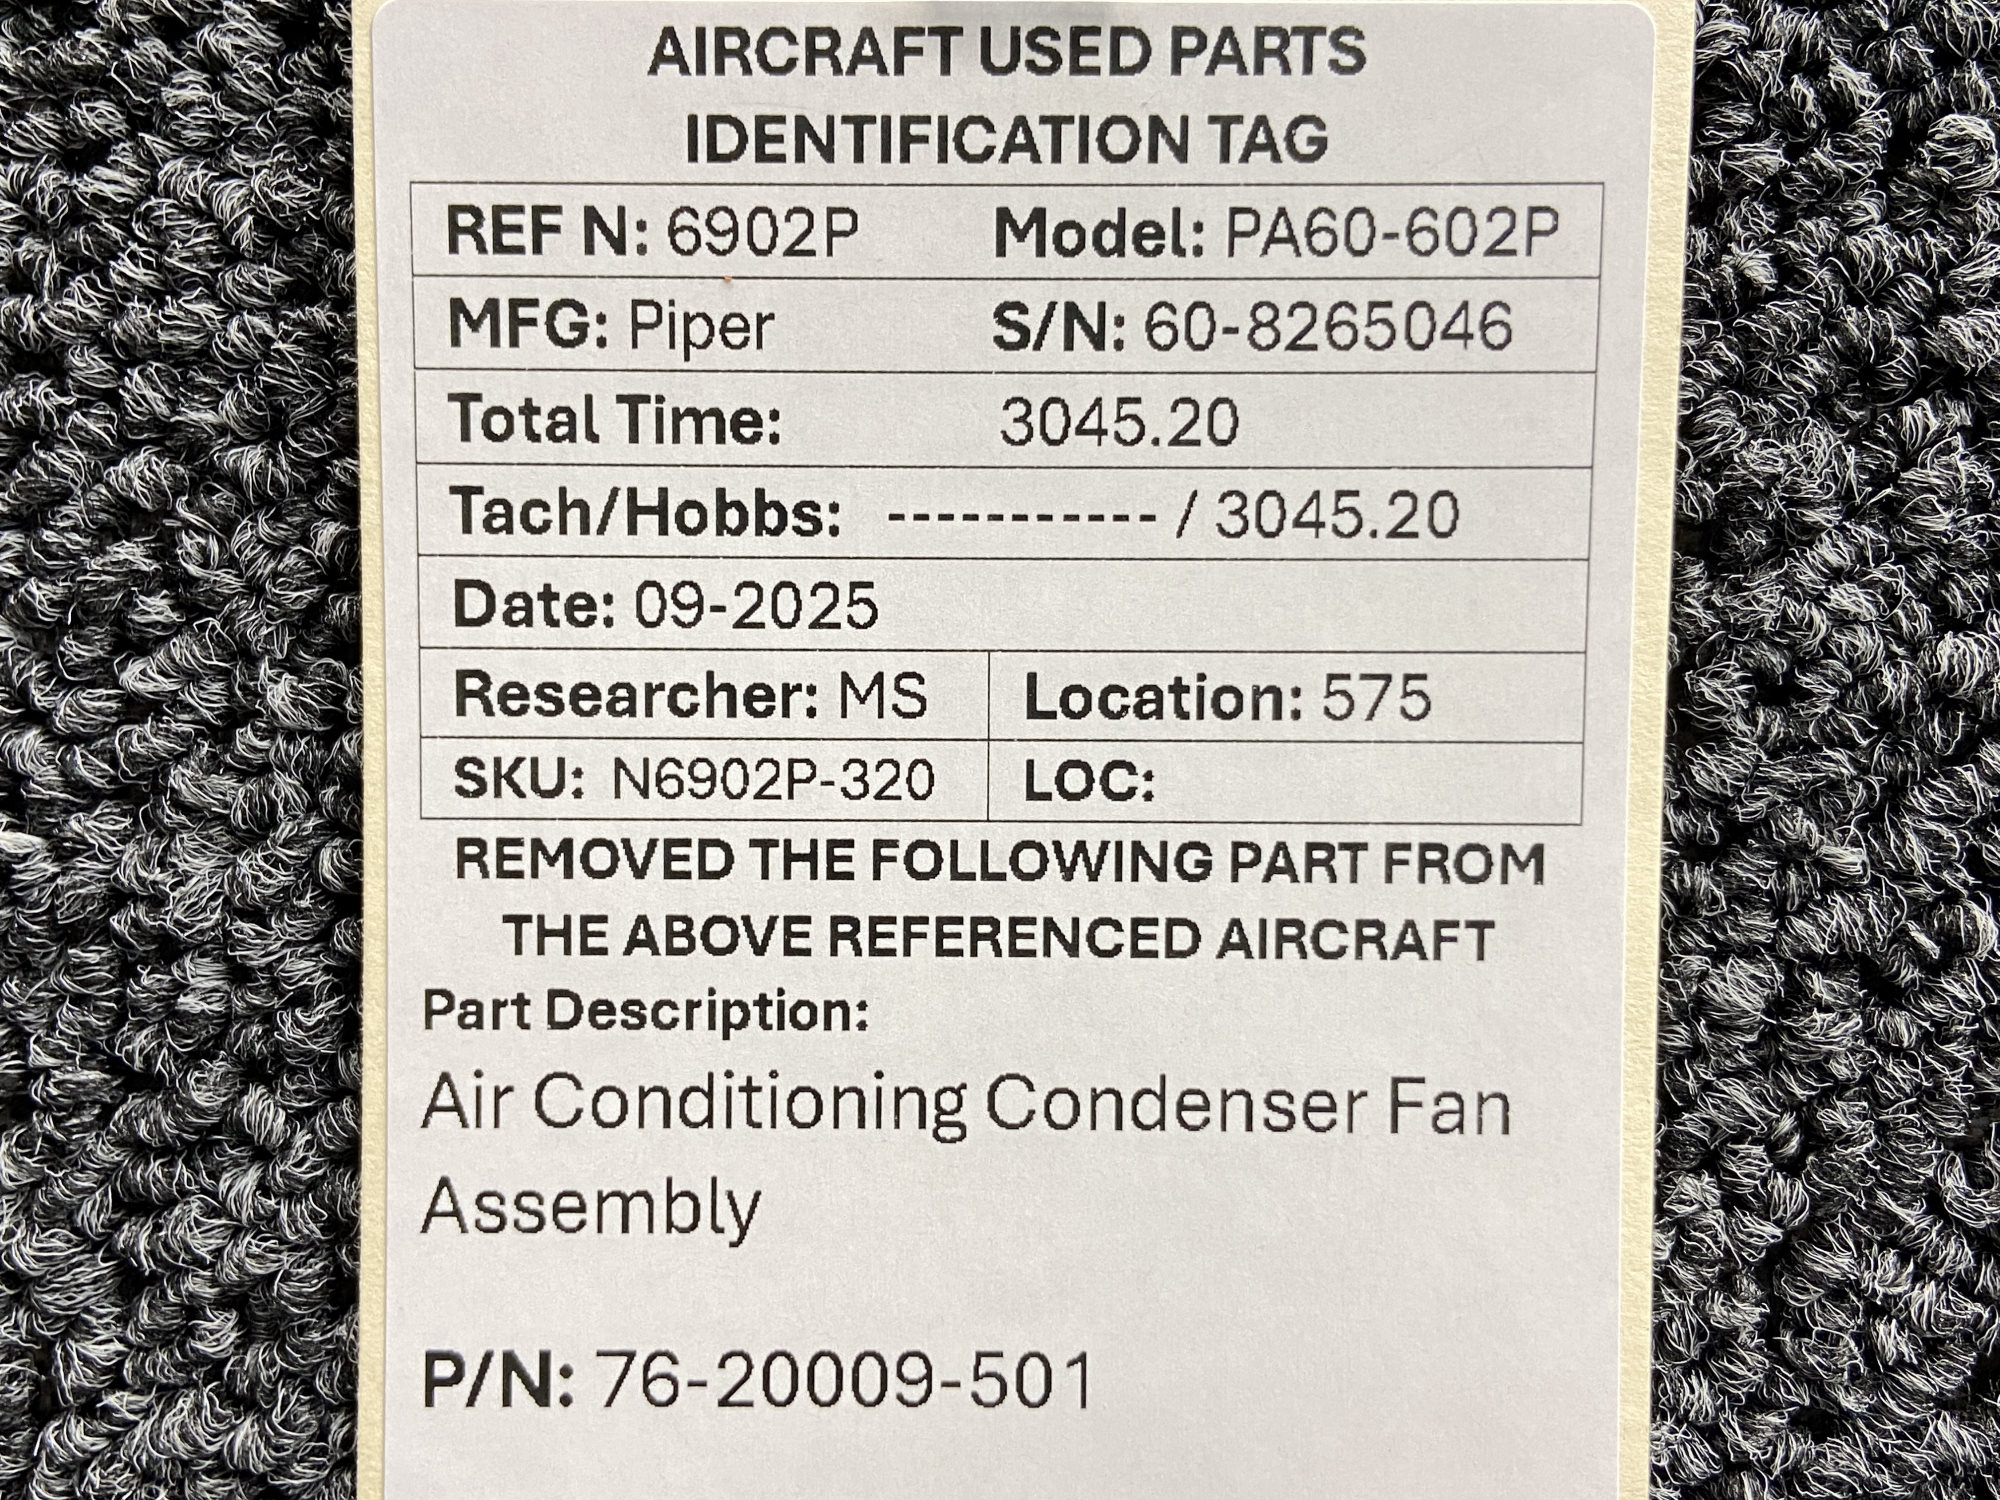 AIRCRAFT USED PARTS
IDENTIFICATION TAG
REF N: 6902P Model: PA60-602P
MFG: Piper S/N: 60-8265046
Total Time: 3045.20
Tach/Hobbs: ----------- / 3045.20
Date: 09-2025
Researcher: MS Location: 575
SKU: N6902P-320 LOC:
REMOVED THE FOLLOWING PART FROM
THE ABOVE REFERENCED AIRCRAFT
Part Description:
Air Conditioning Condenser Fan
Assembly
P/N: 76-20009-501